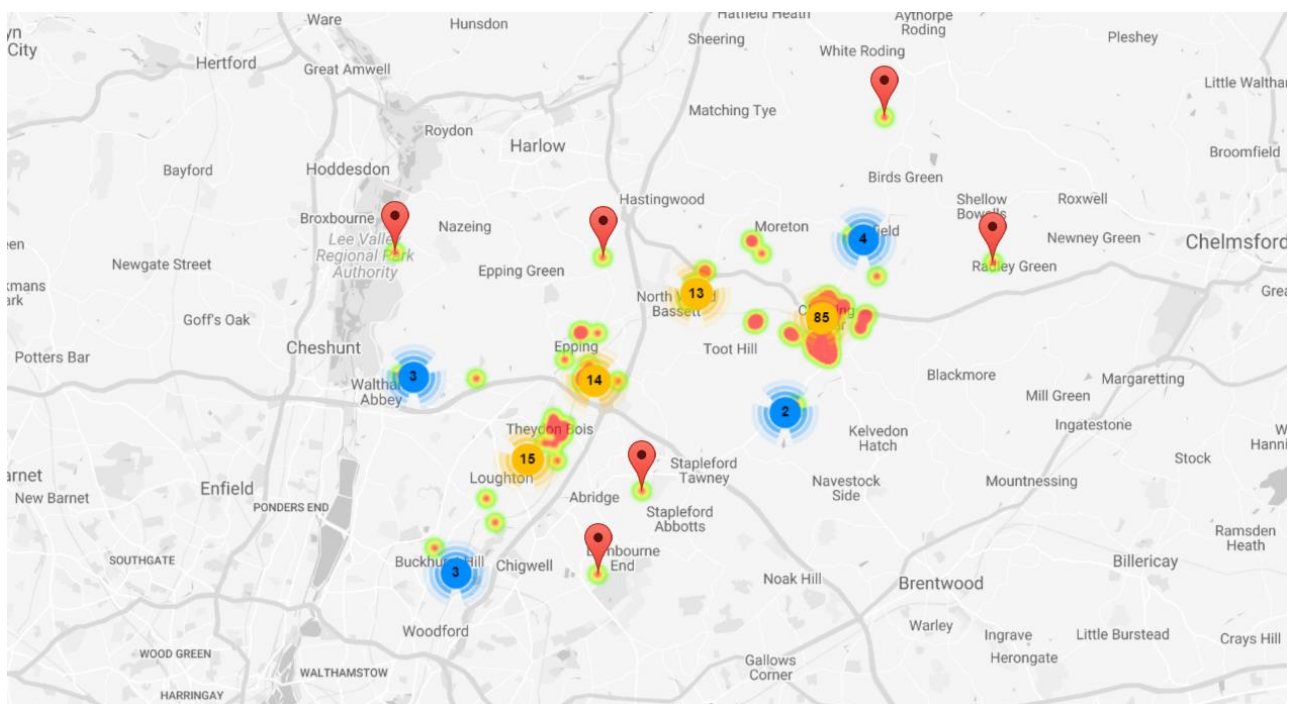 Ware
Hunsdon
Hatfield Heath
Aythorpe
Roding
yn
City
Sheering
White Roding
Pleshey
Hertford
Great Amwell
Matching Tye
Roydon
Harlow
Broomfield
Bayford
Hoddesdon
Birds Green
Hastingwood
Shellow
Bowells
Roxwell
Broxbourne
Nazeing
Moreton
4
Newney Green
Chelmsford
Lee Valley
Regional Park
Authority
Newgate Street
Epping Green
Radley Green
13
North Weald
Bassett
85
Goff's Oak
Cheshunt
Epping
Toot Hill
Potters Bar
3
Waltham
Abbey
14
Blackmore
Margaretting
Mill Green
2
Ingatestone
Theydon Bois
Kelvedon
Hatch
15
Loughton
Stapleford
Tawney
Stock
Enfield
New Barnet
Abridge
Navestock
Side
Mountnessing
PONDERS END
Stapleford
Abbotts
Ramsden
Heath
SOUTHGATE
Buckhurst Hill
Chigwell
Lambourne
End
3
Noak Hill
Brentwood
Billericay
Woodford
Warley
Ingrave
Little Burstead
Crays Hill
WOOD GREEN
Herongate
WALTHAMSTOW
Gallows
Corner
HARRINGAY